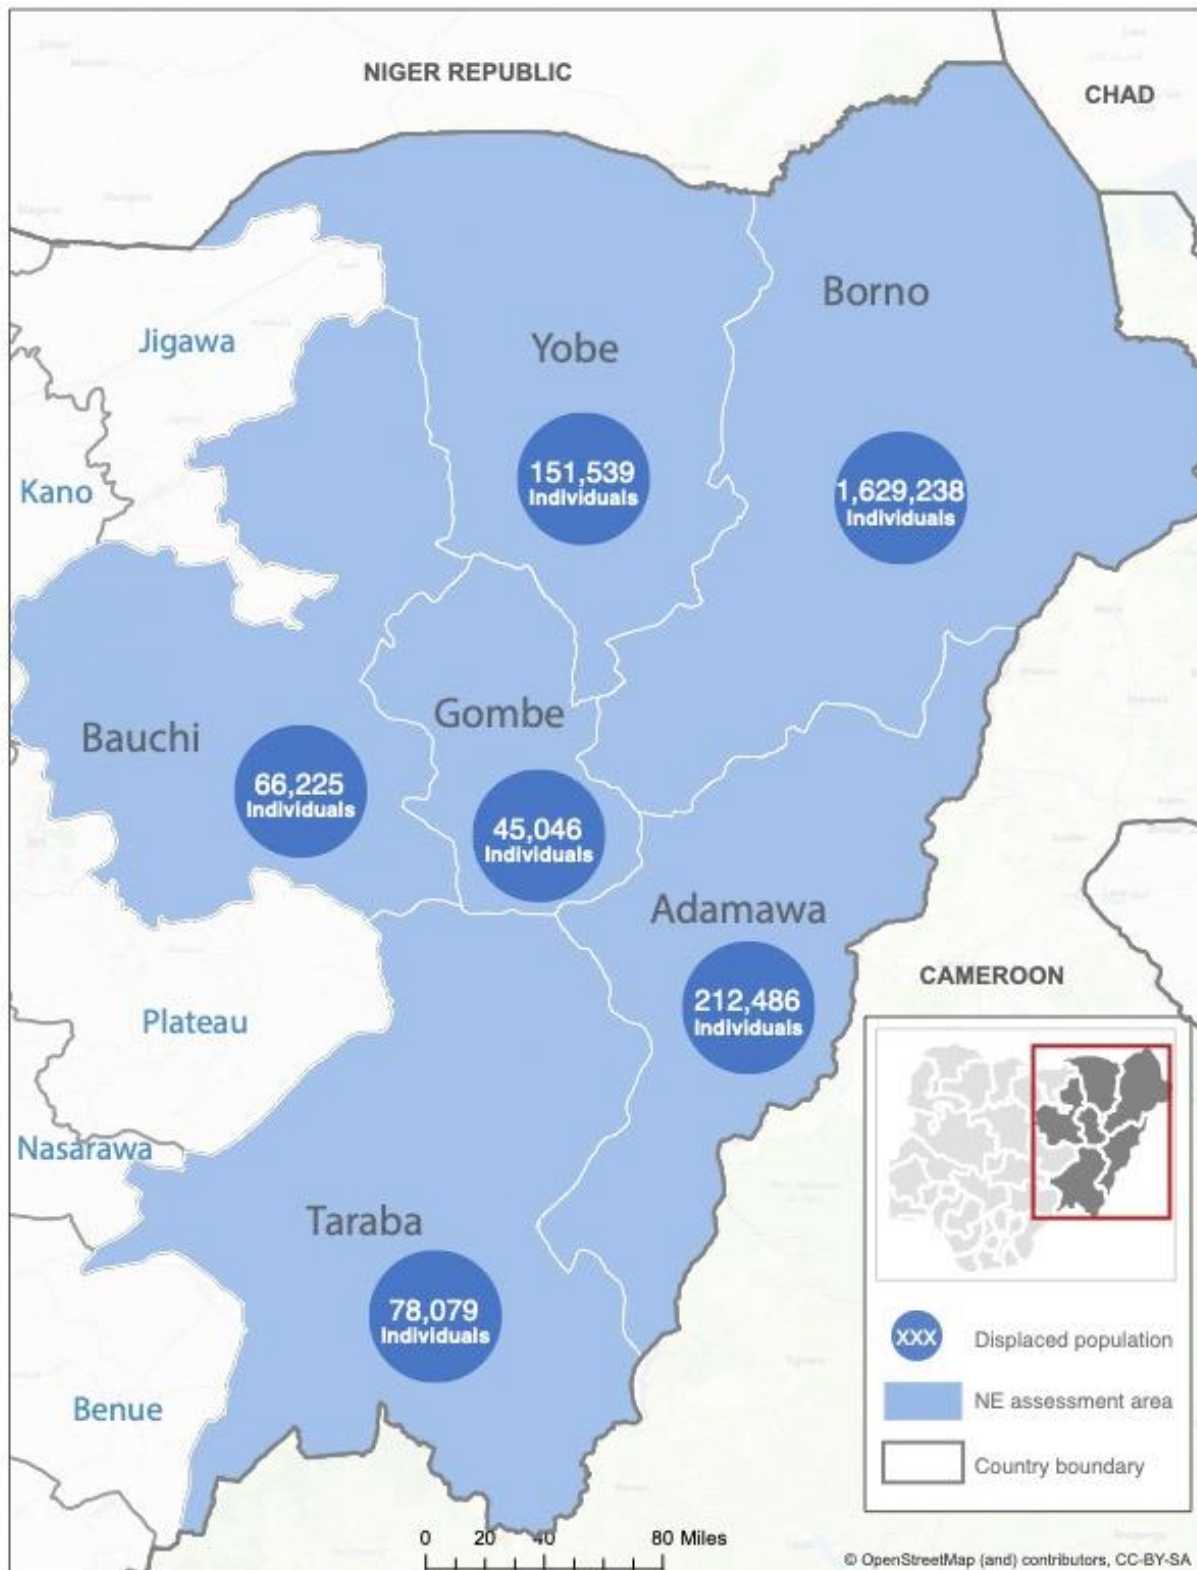 NIGER REPUBLIC
CHAD
Borno
Jigawa
Yobe
Kano
151,539
Individuals
1,629,238
Individuals
Gombe
Bauchi
66,225
Individuals
45,046
Individuals
Adamawa
CAMEROON
Plateau
212,486
Individuals
Nasarawa
Taraba
78,079
Individuals
XXX Displaced population
Benue
NE assessment area
Country boundary
0 20 40 80 Miles
© OpenStreetMap (and) contributors, CC-BY-SA